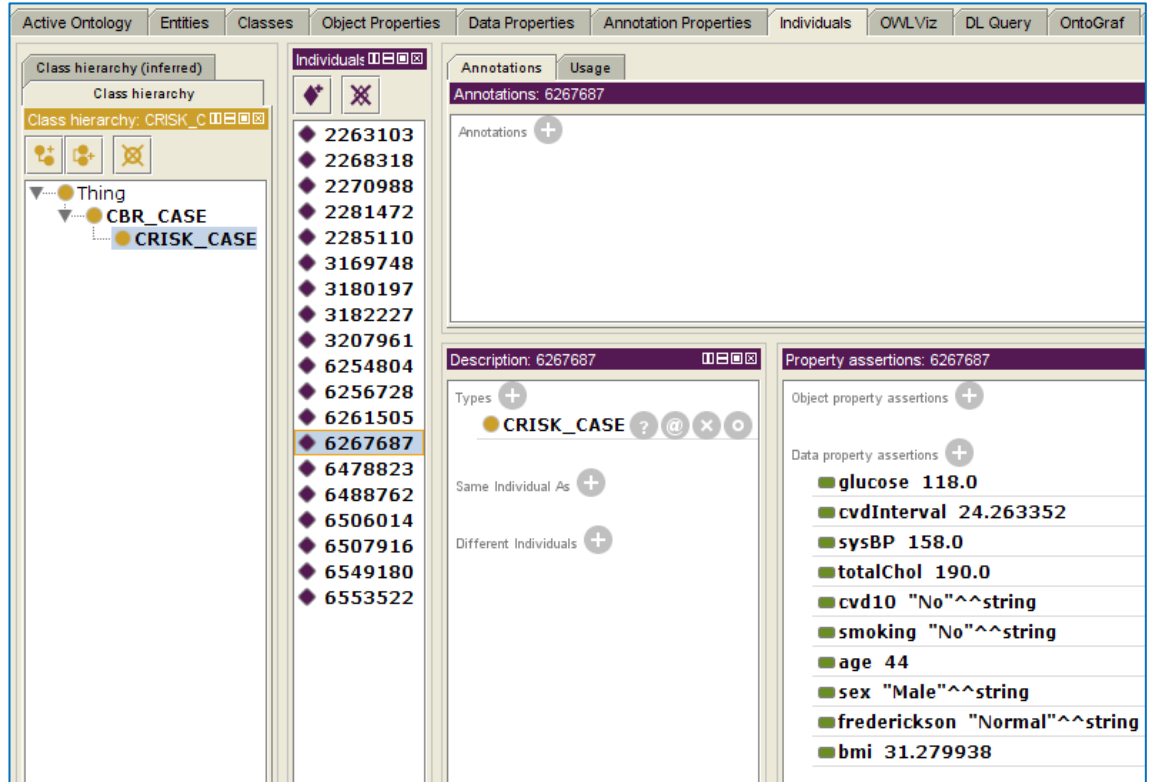 Active Ontology Entities Classes Object Properties Data Properties Annotation Properties Individuals OWLViz DL Query OntoGraf
Class hierarchy (inferred)
Class hierarchy
Class hierarchy: CRISK_C
Thing
CBR_CASE
CRISK_CASE
Individuals
2263103
2268318
2270988
2281472
2285110
3169748
3180197
3182227
3207961
6254804
6256728
6261505
6267687
6478823
6488762
6506014
6507916
6549180
6553522
Annotations Usage
Annotations: 6267687
Annotations
Description: 6267687
Types
CRISK_CASE
Same Individual As
Different Individuals
Property assertions: 6267687
Object property assertions
Data property assertions
glucose 118.0
cvdInterval 24.263352
sysBP 158.0
totalChol 190.0
cvd10 "No"^^string
smoking "No"^^string
age 44
sex "Male"^^string
frederickson "Normal"^^string
bmi 31.279938